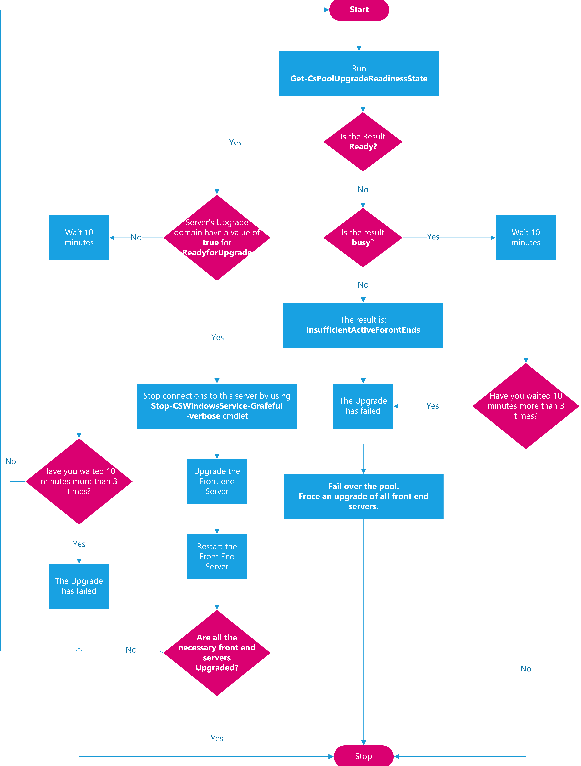 Start
Run
Get-CsPoolUpgradeReadinessState
Is the Result
Ready?
Yes
No
Server's Upgrade
domain have a value of
true for
ReadyforUpgrade
No
Wait 10
minutes
Is the result
busy?
Yes
Wait 10
minutes
No
The result is:
InsufficientActiveForontEnds
Yes
Stop connections to this server by using
Stop-CSWindowsService-Grateful
-verbose cmdlet
The Upgrade
has failed
Yes
Have you waited 10
minutes more than 3
times?
No
Have you waited 10
minutes more than 3
times?
Upgrade the
Front end
Server
Fail over the pool.
Froce an upgrade of all front end
servers.
Yes
Restart the
Front End
Server
The Upgrade
has failed
Are all the
necessary front end
servers
Upgraded?
No
No
Yes
Stop